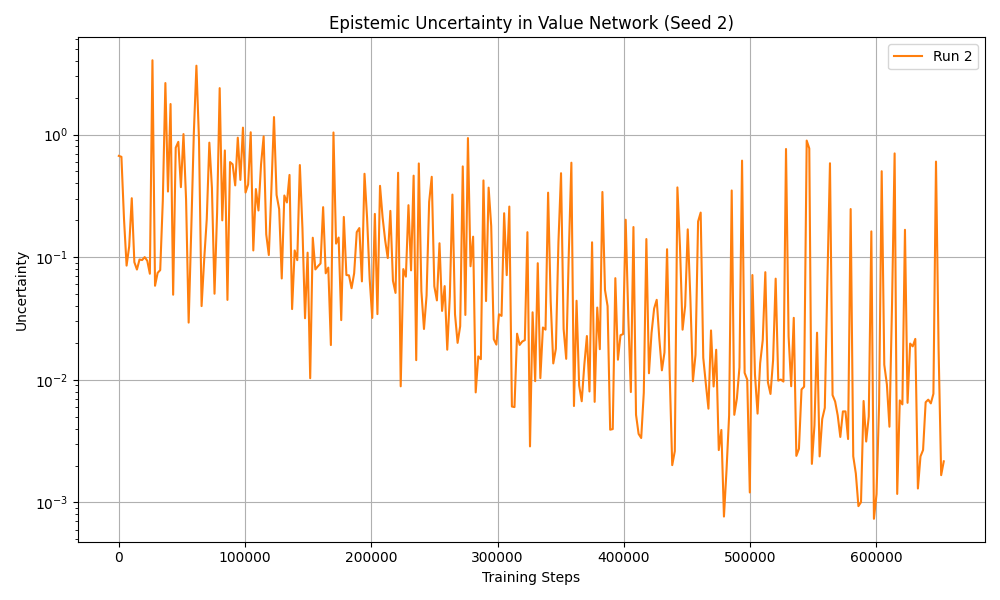 Epistemic Uncertainty in Value Network (Seed 2)
Run 2
Uncertainty
10⁰
10⁻¹
10⁻²
10⁻³
0 100000 200000 300000 400000 500000 600000
Training Steps